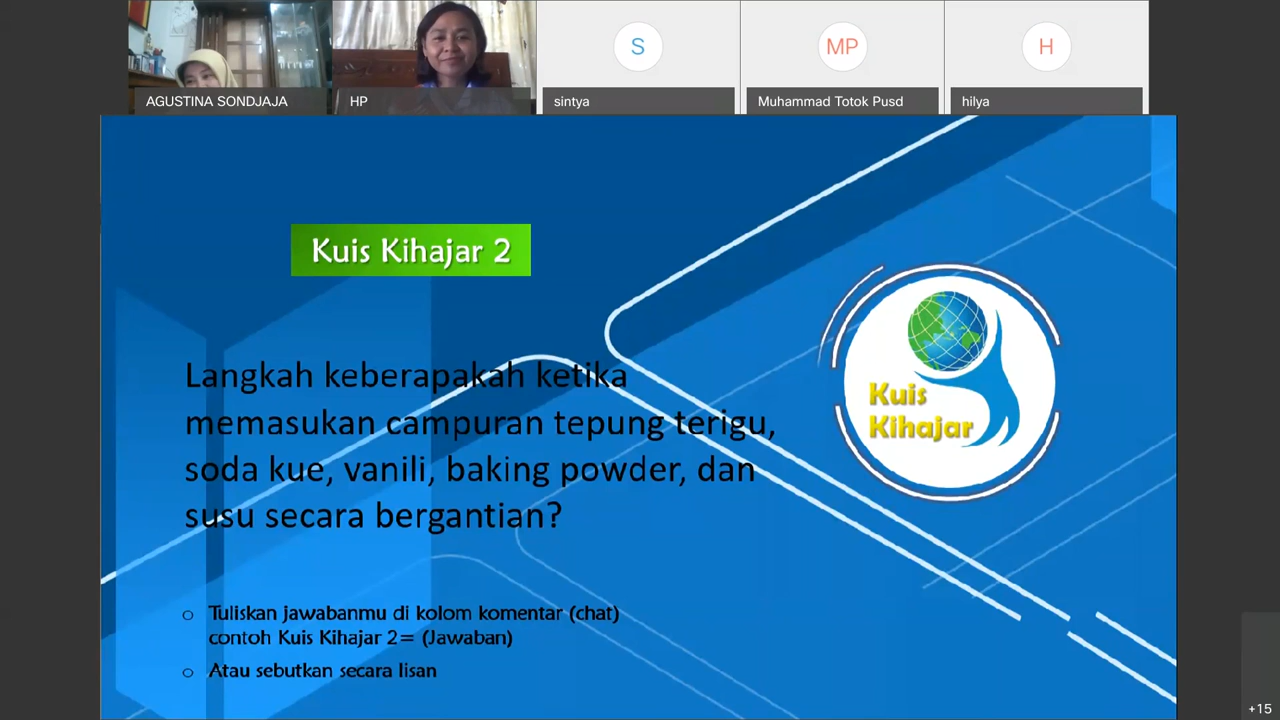 S
MP
H
AGUSTINA SONDJAJA
HP
sintya
Muhammad Totok Pusd
hilya
Kuis Kihajar 2
Langkah keberapakah ketika
memasukan campuran tepung terigu,
soda kue, vanili, baking powder, dan
susu secara bergantian?
Kuis
Kihajar
o Tuliskan jawabanmu di kolom komentar (chat)
contoh Kuis Kihajar 2= (Jawaban)
o Atau sebutkan secara lisan
+15